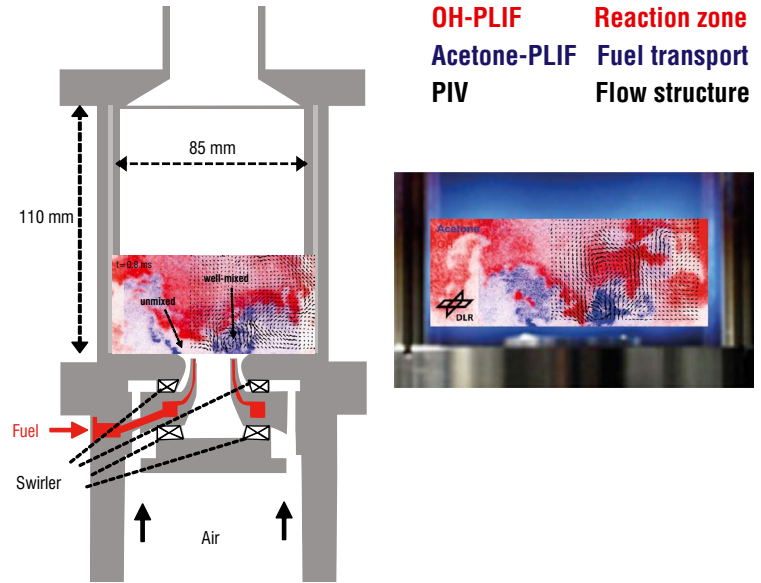 OH-PLIF Reaction zone
Acetone-PLIF Fuel transport
PIV Flow structure
85 mm
110 mm
t=0.8 ms
well-mixed
unmixed
Fuel
Swirler
Air
Acetone
OH
DLR